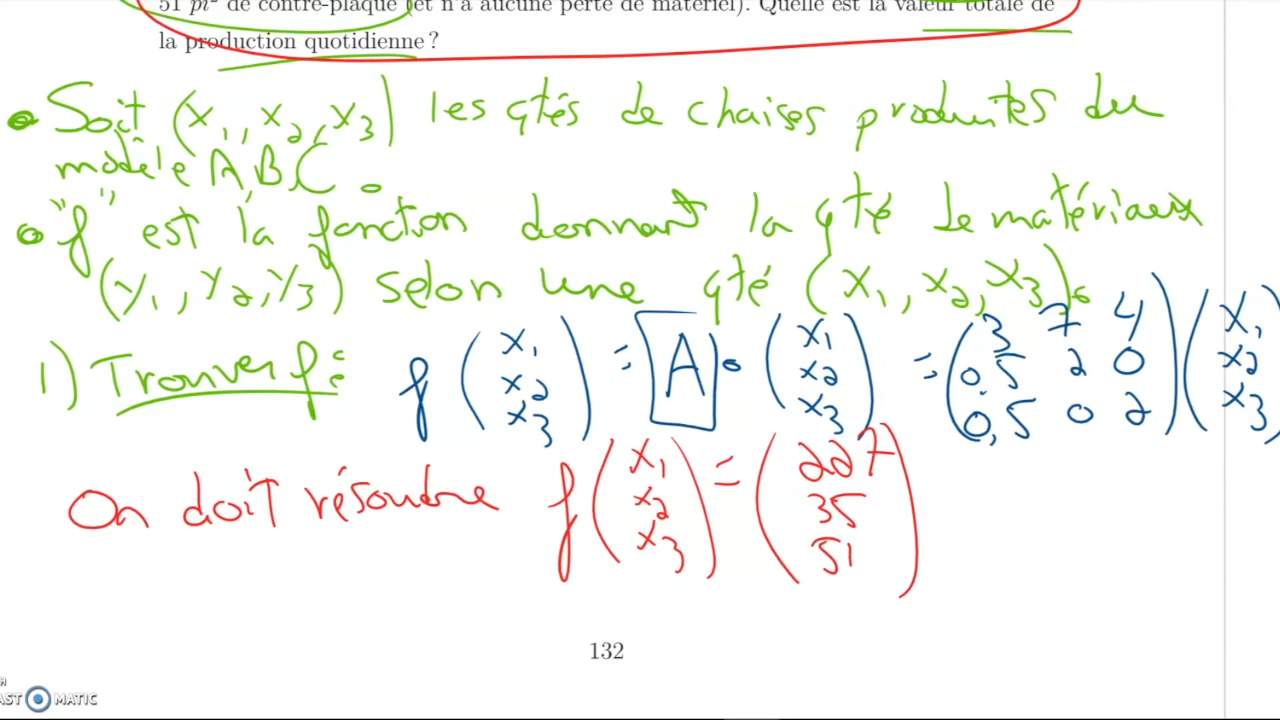 51 pi² de contre-plaqué (et n'a aucune perte de matériel). Quelle est la valeur totale de
la production quotidienne ?
• Soit (x₁, x₂, x₃) les qtés de chaises produites du
modèle A, B, C.
• "f" est la fonction donnant la qté de matériaux
(y₁, y₂, y₃) selon une qté (x₁, x₂, x₃).
1) Trouver f : f (x₁ x₂ x₃) = A • (x₁ x₂ x₃) = (3 7 4 0,5 2 0 0,5 0 2) (x₁ x₂ x₃)
On doit résoudre f (x₁ x₂ x₃) = (227 35 51)
132
AST MATIC